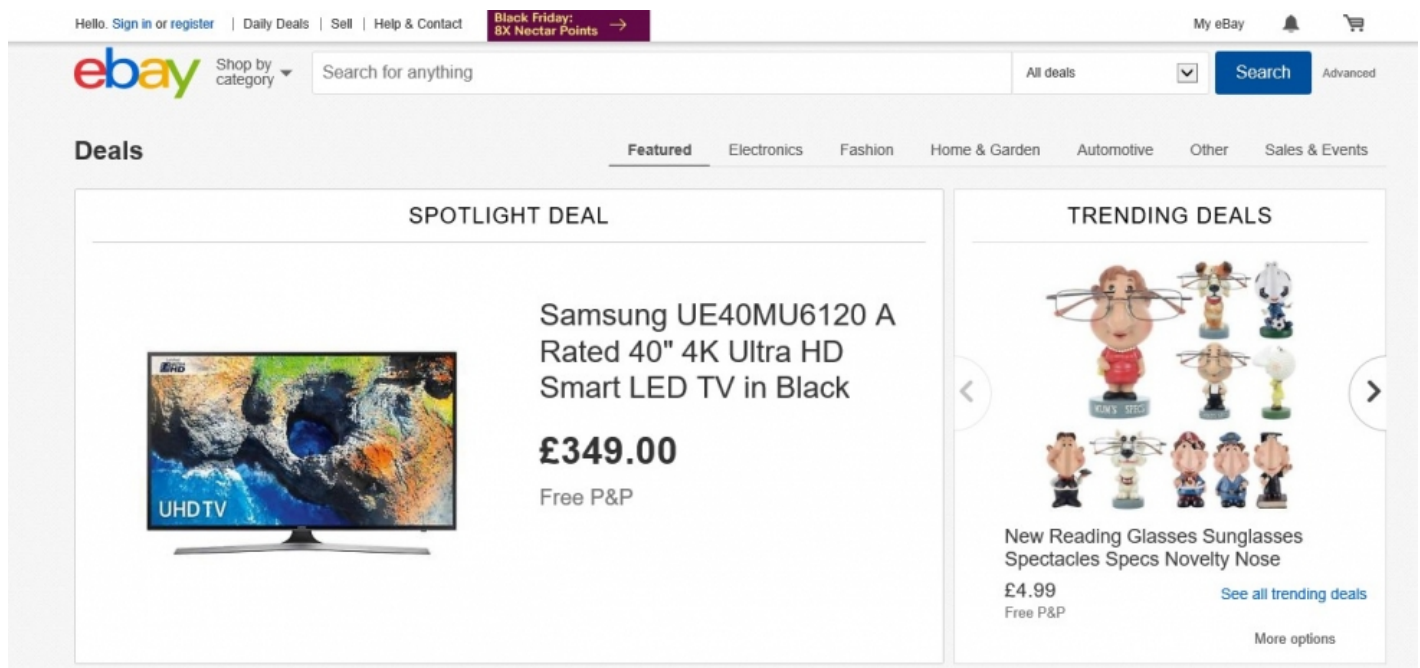 Hello. Sign in or register | Daily Deals | Sell | Help & Contact
Black Friday:
8X Nectar Points →
My eBay
ebay
Shop by
category
Search for anything
All deals
Search
Advanced
Deals
Featured
Electronics
Fashion
Home & Garden
Automotive
Other
Sales & Events
SPOTLIGHT DEAL
UHD
UHD TV
Samsung UE40MU6120 A
Rated 40" 4K Ultra HD
Smart LED TV in Black
£349.00
Free P&P
TRENDING DEALS
MUM'S SPECS
New Reading Glasses Sunglasses
Spectacles Specs Novelty Nose
£4.99
Free P&P
See all trending deals
More options